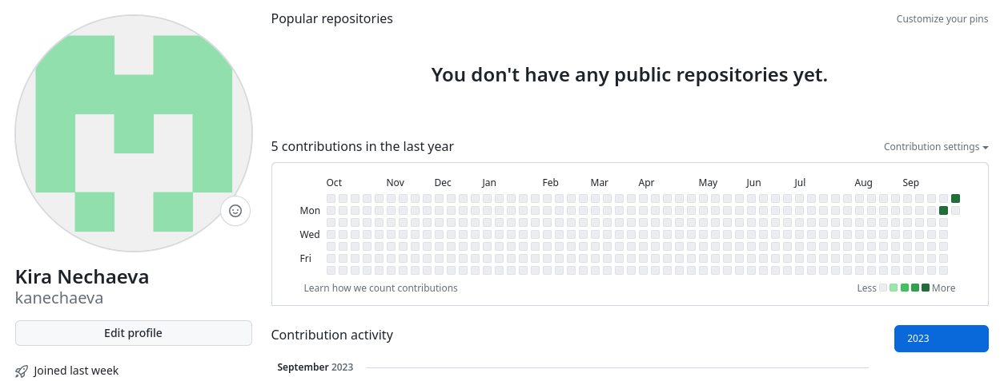 Popular repositories
Customize your pins
You don't have any public repositories yet.
5 contributions in the last year
Contribution settings
Oct Nov Dec Jan Feb Mar Apr May Jun Jul Aug Sep
Mon
Wed
Fri
Learn how we count contributions
Less More
Kira Nechaeva
kanechaeva
Edit profile
Joined last week
Contribution activity
2023
September 2023